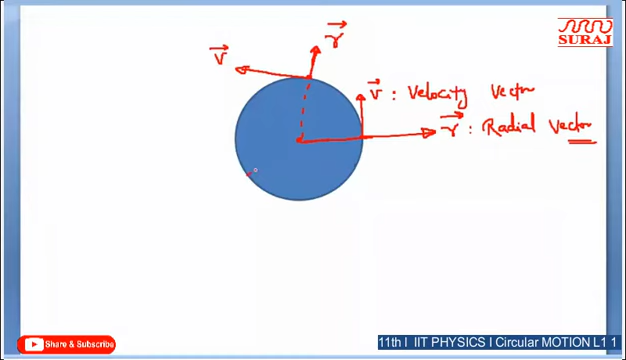 SURAJ
r
v
v : Velocity Vector
r : Radial Vector
Share & Subscribe
11th I IIT PHYSICS I Circular MOTION L1 1